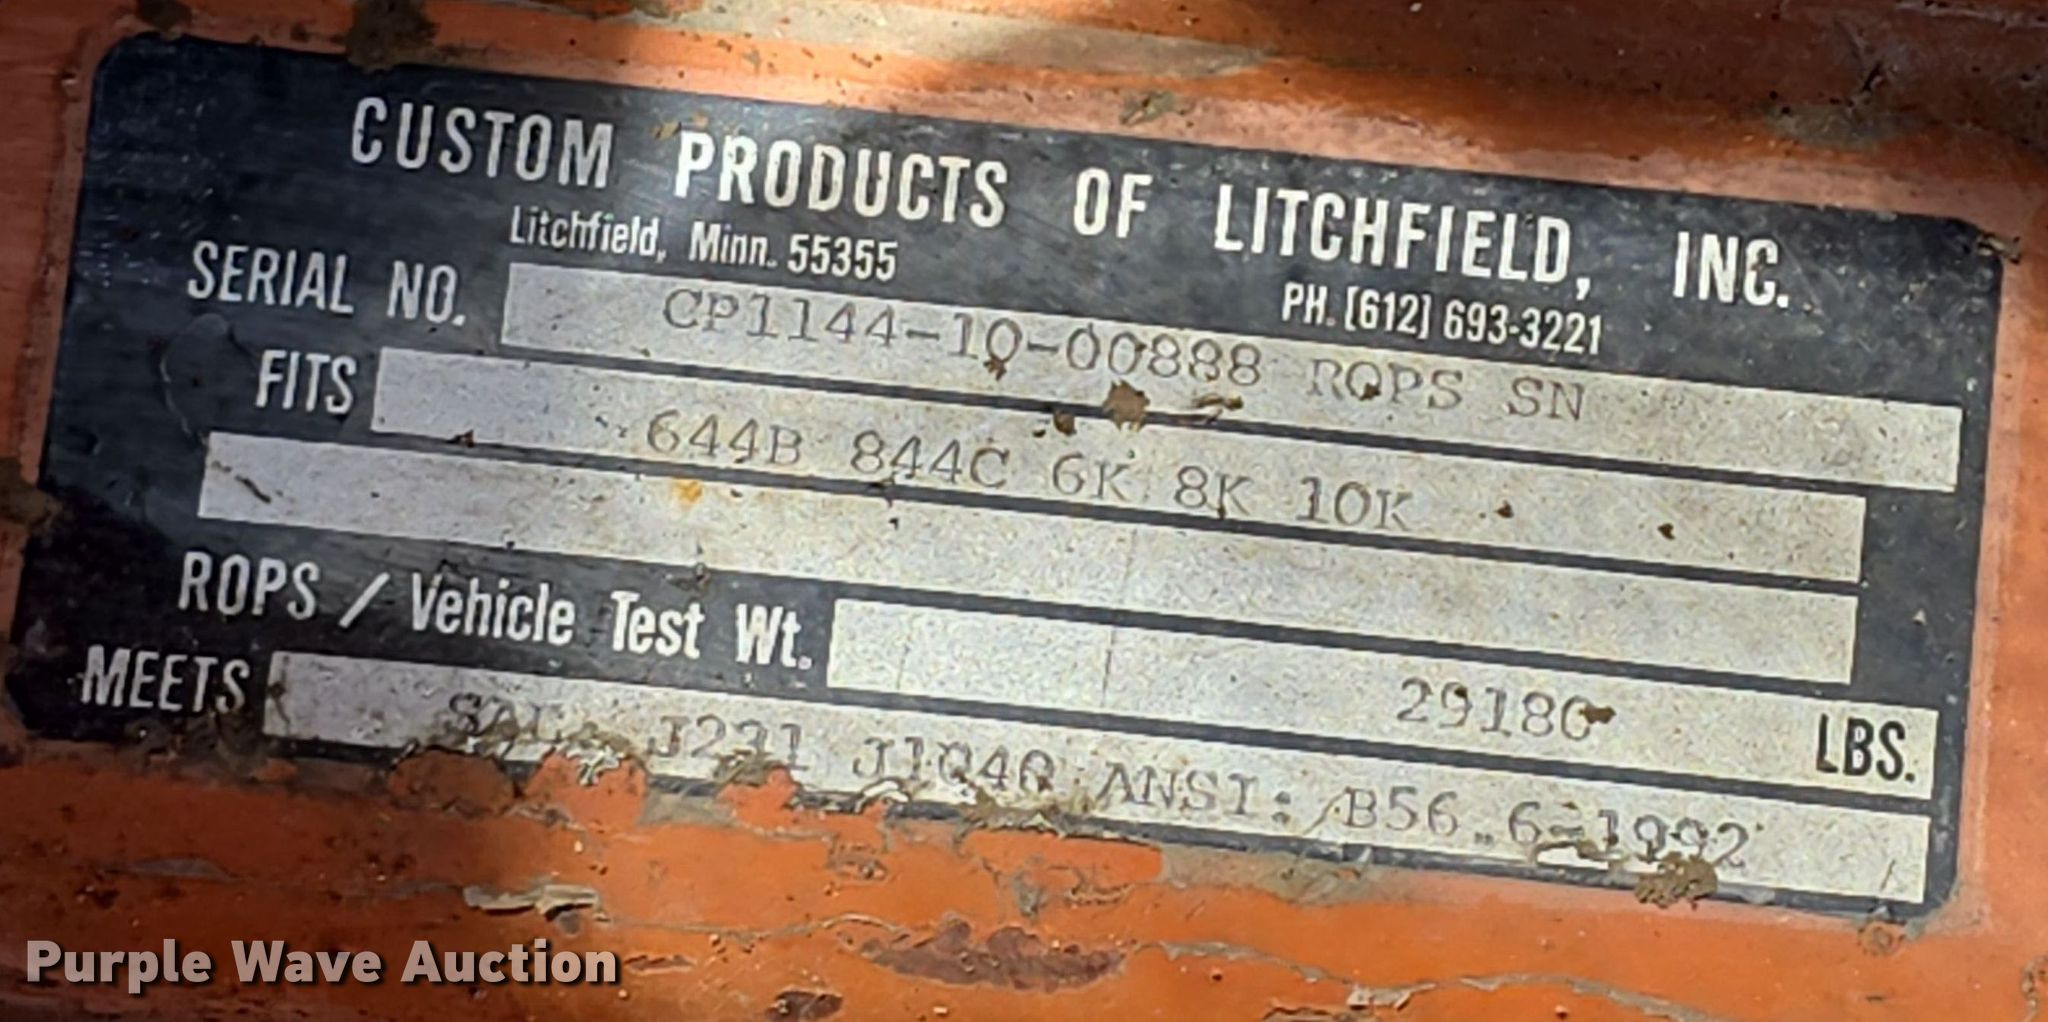 CUSTOM PRODUCTS OF LITCHFIELD, INC.
Litchfield, Minn. 55355 PH. [612] 693-3221
SERIAL NO. CP1144-10-00888 ROPS SN
FITS 644B 844C 6K 8K 10K
ROPS / Vehicle Test Wt. 29180 LBS.
MEETS J231 J1040 ANSI: B56.6-1992
Purple Wave Auction